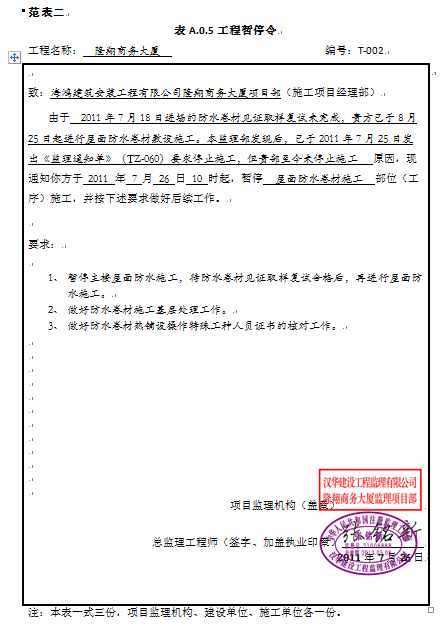 范表二
表 A.0.5 工程暂停令
工程名称： 隆翔商务大厦 编号：T-002
致：海鸿建筑安装工程有限公司隆翔商务大厦项目部（施工项目经理部）
由于 2011 年 7 月 18 日进场的防水卷材见证取样复试未完成，贵方已于 8 月
25 日起进行屋面防水卷材敷设施工。本监理部发现后，已于 2011 年 7 月 25 日发
出《监理通知单》（TZ-060）要求停止施工，但贵部至今未停止施工 原因，现
通知你方于 2011 年 7 月 26 日 10 时起，暂停 屋面防水卷材施工 部位（工
序）施工，并按下述要求做好后续工作。
要求：
1、 暂停主楼屋面防水施工，待防水卷材见证取样复试合格后，再进行屋面防
水施工。
2、 做好防水卷材施工基层处理工作。
3、 做好防水卷材热铺设操作特殊工种人员证书的核对工作。
汉华建设工程监理有限公司
隆翔商务大厦监理项目部
项目监理机构（盖章）
总监理工程师（签字、加盖执业印章）
2011 年 7 月 26 日
汉华建设工程监理有限公司
注：本表一式三份，项目监理机构、建设单位、施工单位各一份。